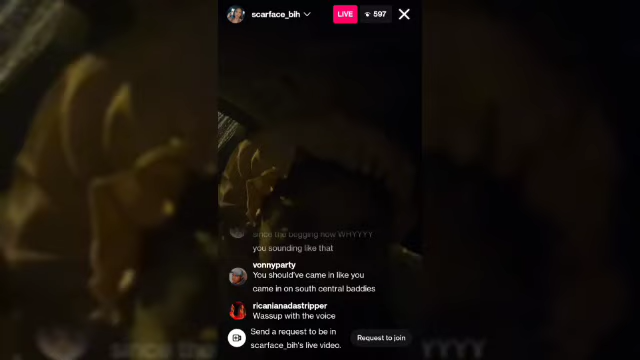 scarface_bih
LIVE
597
since the begging now WHYYYY
you sounding like that
vonnyparty
You should've came in like you
came in on south central baddies
ricanianadastripper
Wassup with the voice
Send a request to be in
scarface_bih's live video.
Request to join